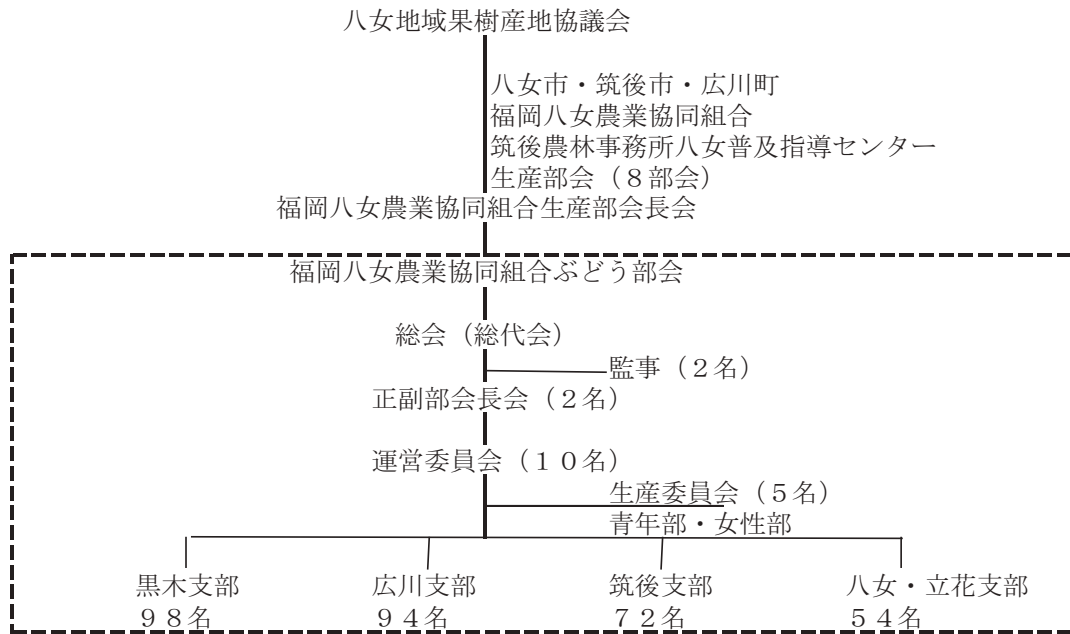 八女地域果樹産地協議会
八女市・筑後市・広川町
福岡八女農業協同組合
筑後農林事務所八女普及指導センター
生産部会（８部会）
福岡八女農業協同組合生産部会長会
福岡八女農業協同組合ぶどう部会
総会（総代会）
監事（２名）
正副部会長会（２名）
運営委員会（１０名）
生産委員会（５名）
青年部・女性部
黒木支部 広川支部 筑後支部 八女・立花支部
９８名 ９４名 ７２名 ５４名